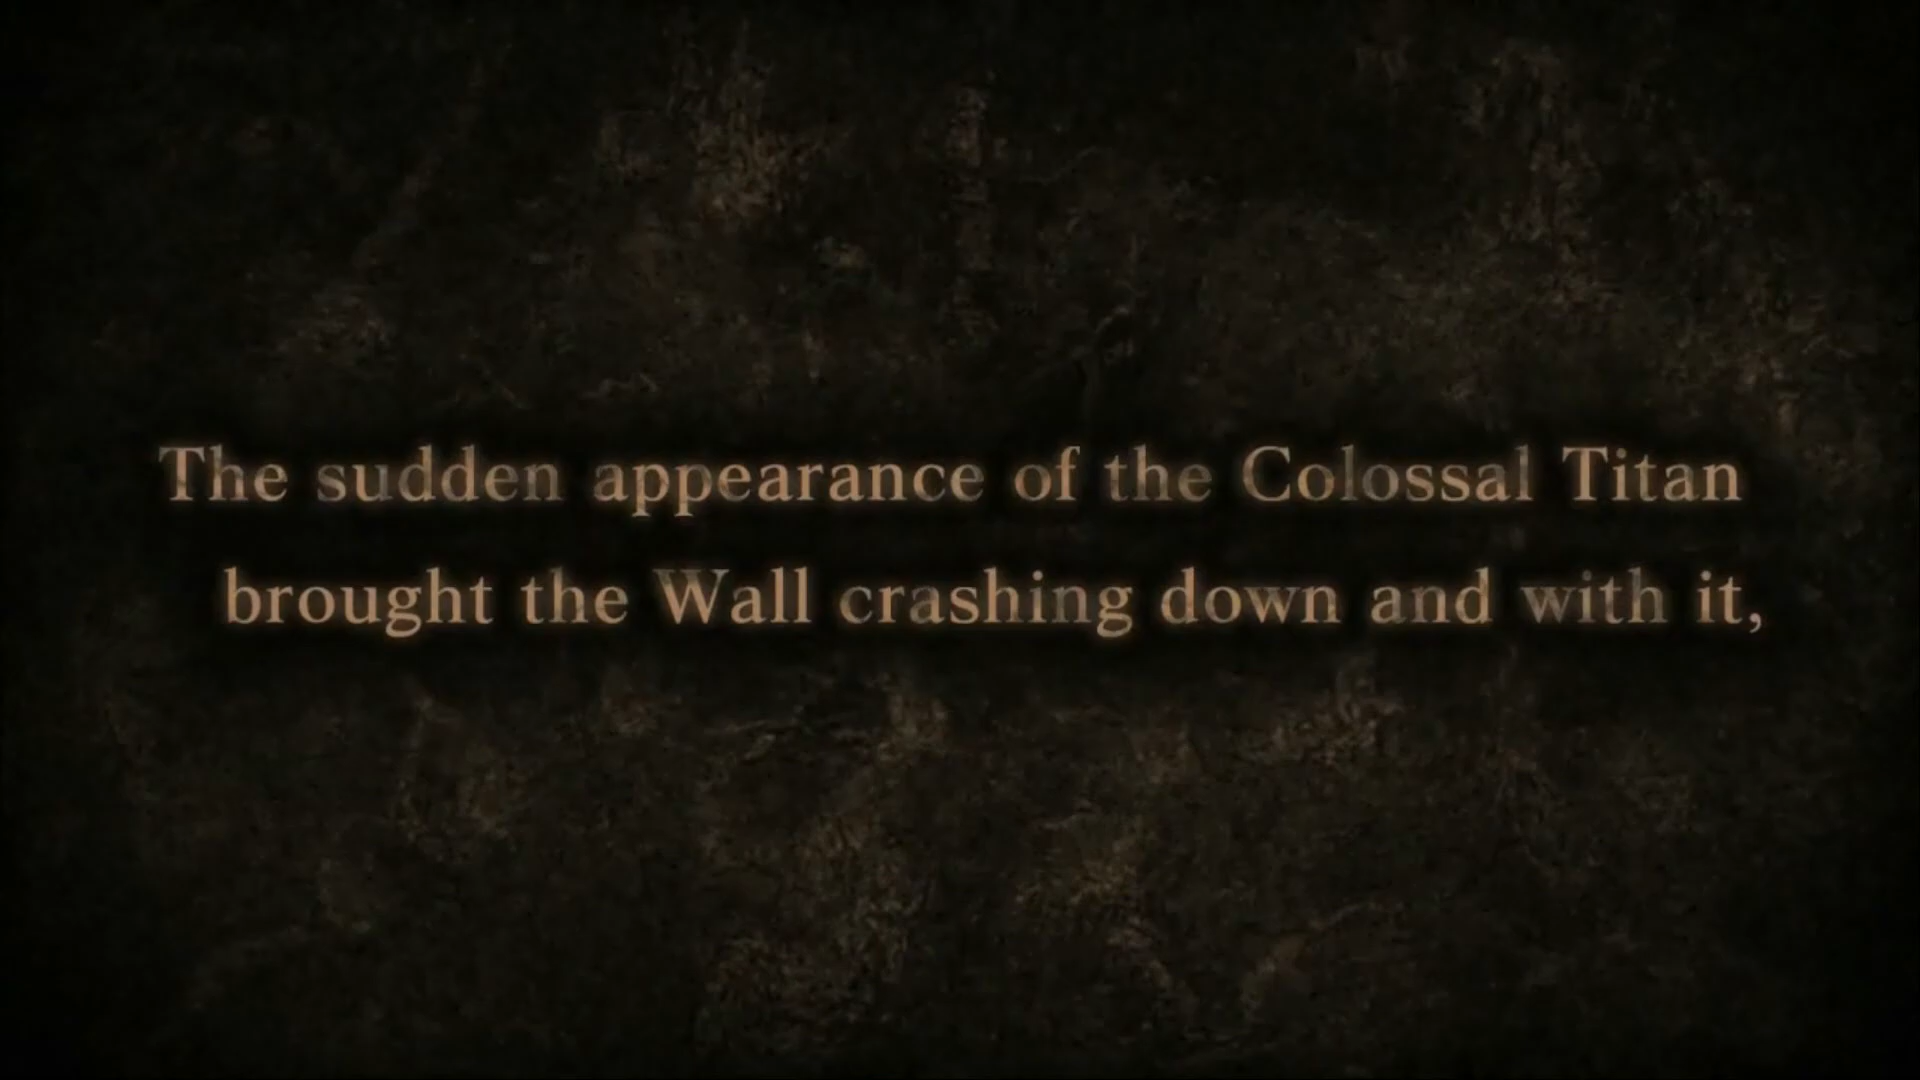 The sudden appearance of the Colossal Titan
brought the Wall crashing down and with it,